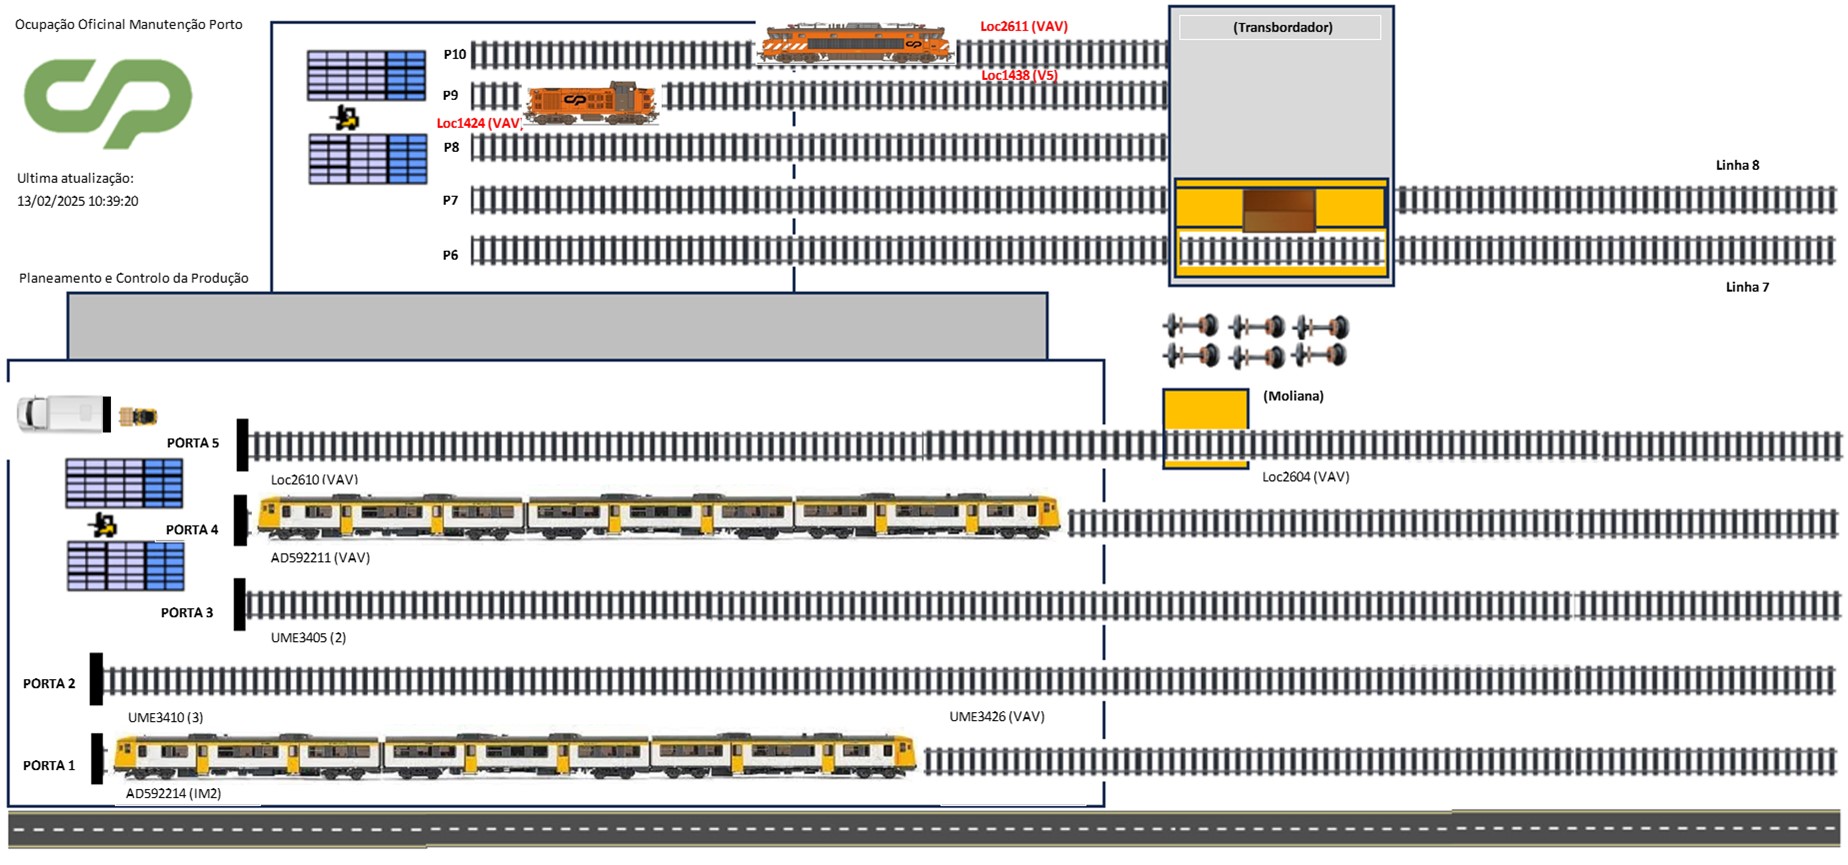 Ocupação Oficinal Manutenção Porto
CP
Ultima atualização:
13/02/2025 10:39:20
Planeamento e Controlo da Produção
Loc2611 (VAV)
P10
Loc1438 (V5)
P9
Loc1424 (VAV)
P8
P7
P6
(Transbordador)
Linha 8
Linha 7
(Moliana)
PORTA 5
Loc2610 (VAV)
Loc2604 (VAV)
PORTA 4
AD592211 (VAV)
PORTA 3
UME3405 (2)
PORTA 2
UME3410 (3)
UME3426 (VAV)
PORTA 1
AD592214 (IM2)